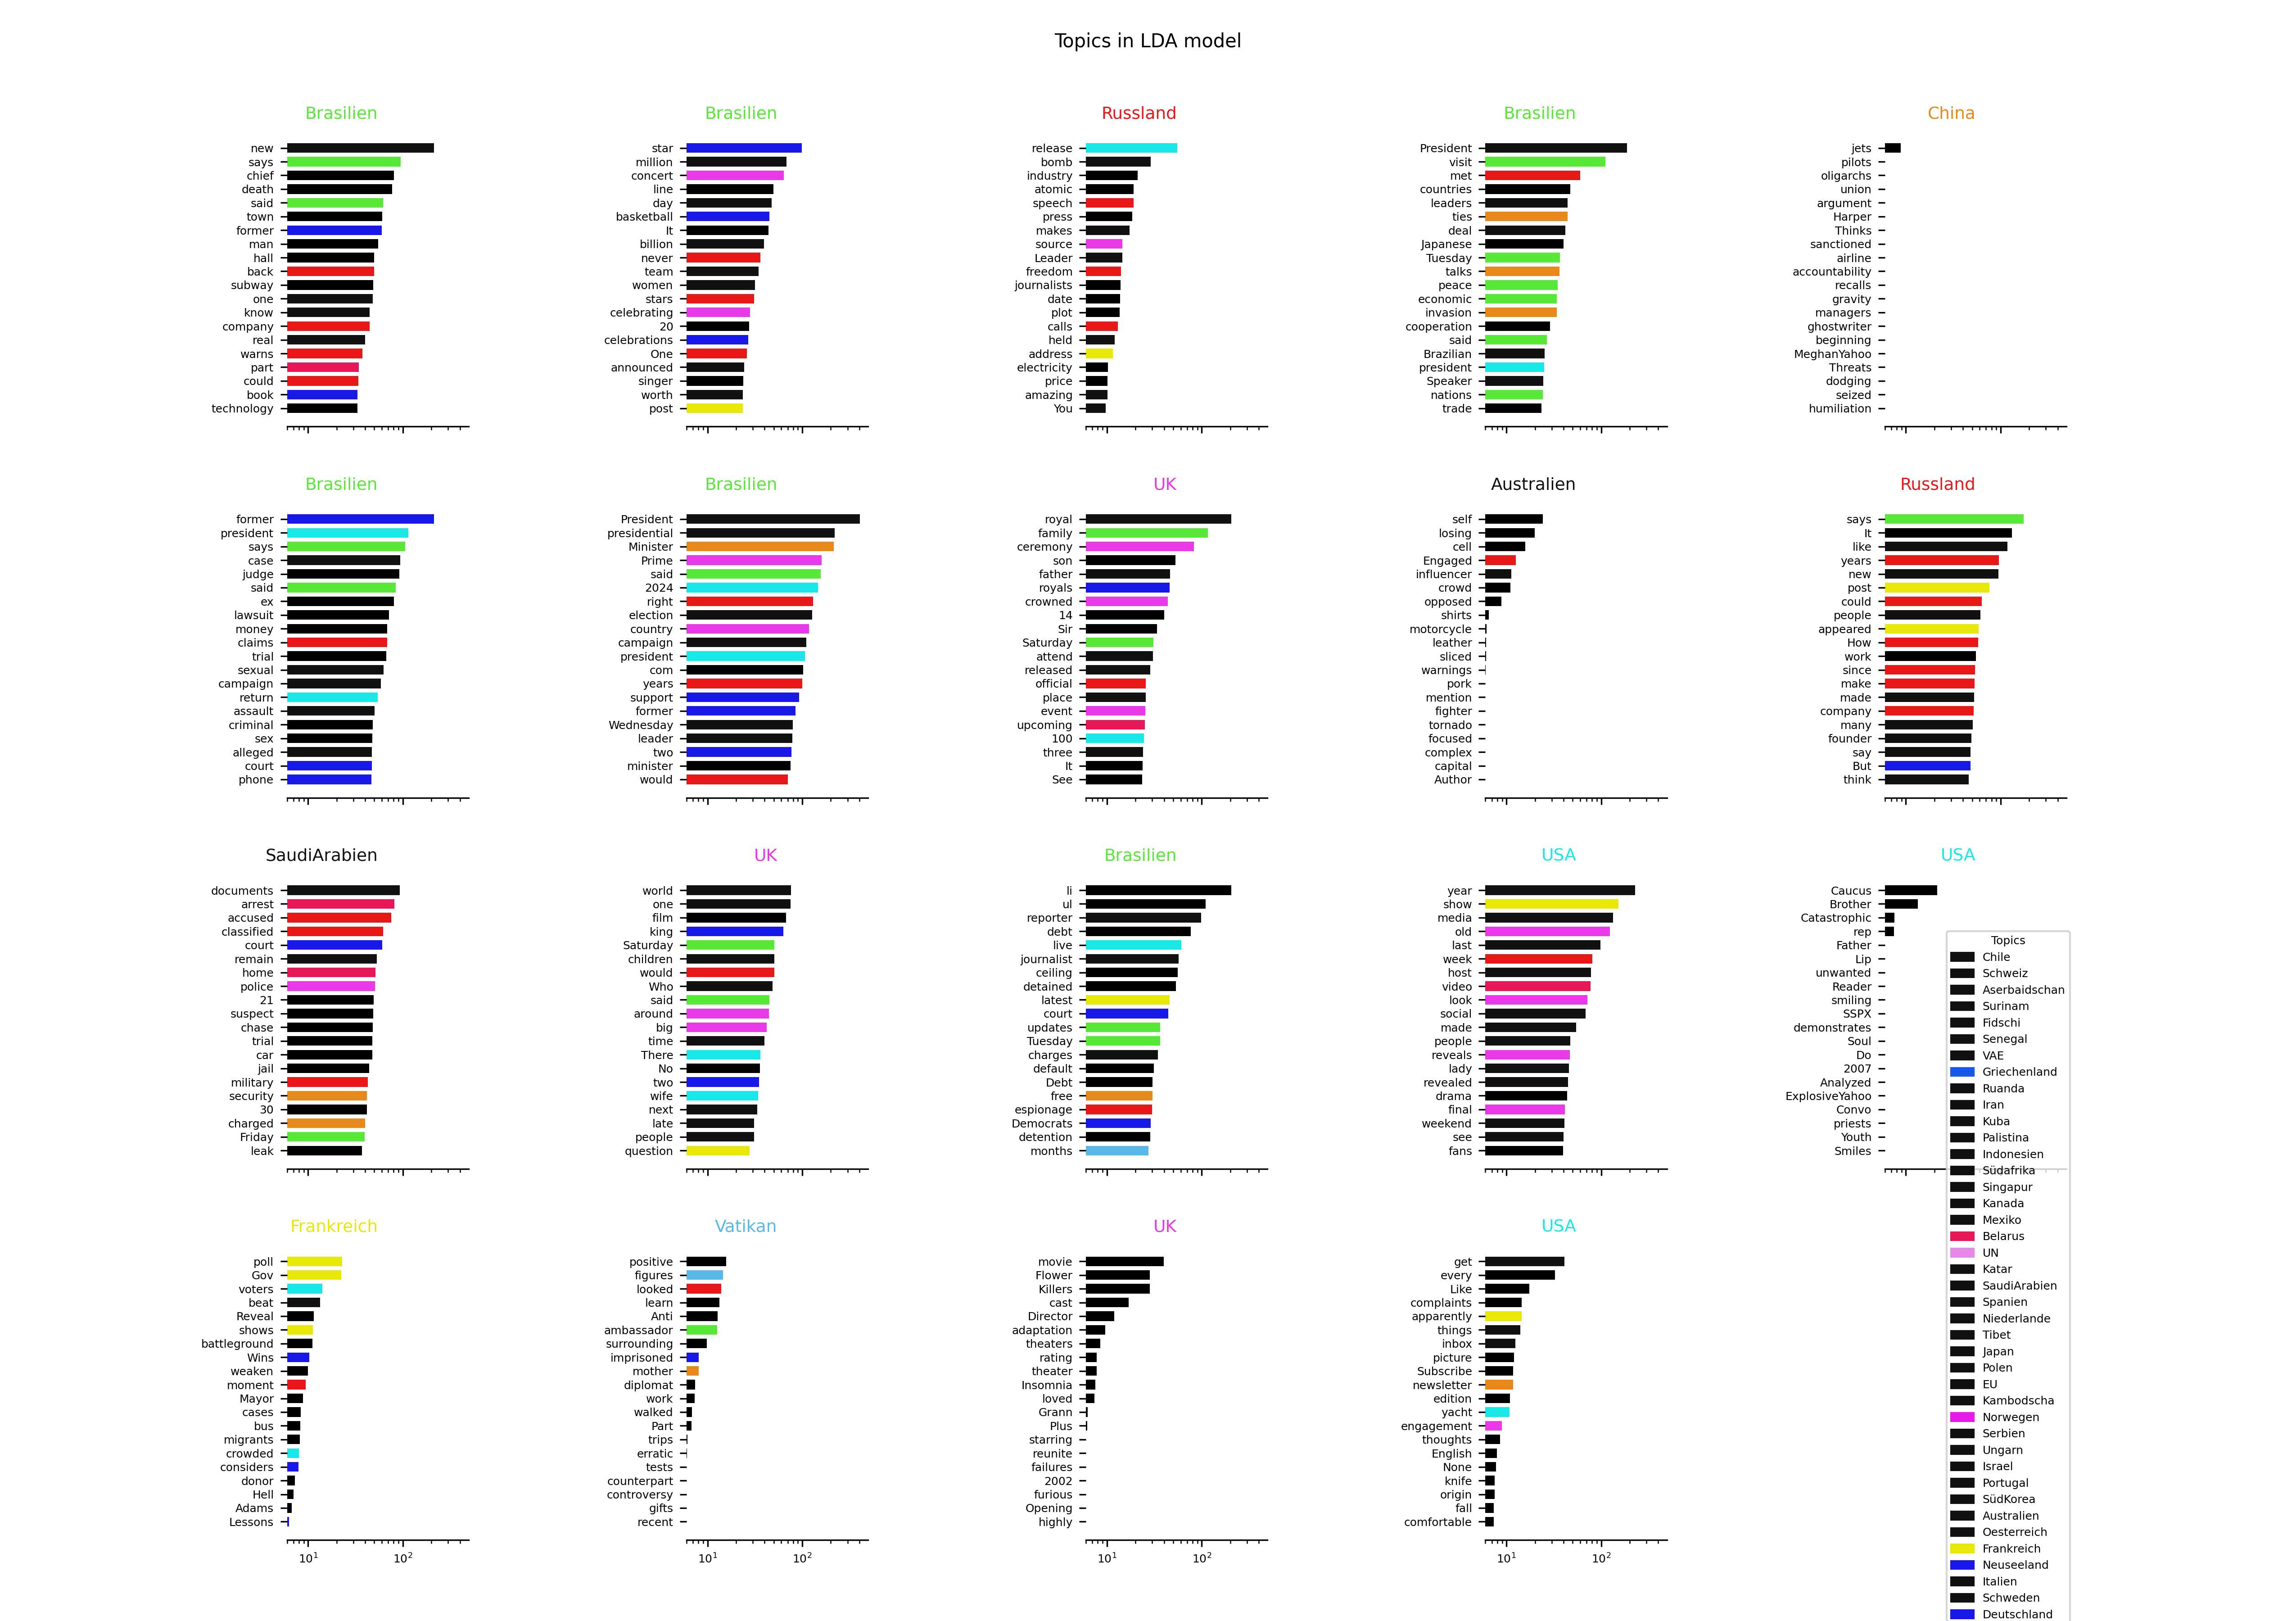 Topics in LDA model
Brasilien
new
says
chief
death
said
town
former
man
hall
back
subway
one
know
company
real
warns
part
could
book
technology
Brasilien
star
million
concert
line
day
basketball
It
billion
never
team
women
stars
celebrating
20
celebrations
One
announced
singer
worth
post
Russland
release
bomb
industry
atomic
speech
press
makes
source
Leader
freedom
journalists
date
plot
calls
held
address
electricity
price
amazing
You
Brasilien
President
visit
met
countries
leaders
ties
deal
Japanese
Tuesday
talks
peace
economic
invasion
cooperation
said
Brazilian
president
Speaker
nations
trade
China
jets
pilots
oligarchs
union
argument
Harper
Thinks
sanctioned
airline
accountability
recalls
gravity
managers
ghostwriter
beginning
MeghanYahoo
Threats
dodging
seized
humiliation
Brasilien
former
president
says
case
judge
said
ex
lawsuit
money
claims
trial
sexual
campaign
return
assault
criminal
sex
alleged
court
phone
Brasilien
President
presidential
Minister
Prime
said
2024
right
election
country
campaign
president
com
years
support
former
Wednesday
leader
two
minister
would
UK
royal
family
ceremony
son
father
royals
crowned
14
Sir
Saturday
attend
released
official
place
event
upcoming
100
three
It
See
Australien
self
losing
cell
Engaged
influencer
crowd
opposed
shirts
motorcycle
leather
sliced
warnings
pork
mention
fighter
tornado
focused
complex
capital
Author
Russland
says
It
like
years
new
post
could
people
appeared
How
work
since
make
made
company
many
founder
say
But
think
SaudiArabien
documents
arrest
accused
classified
court
remain
home
police
21
suspect
chase
trial
car
jail
military
security
30
charged
Friday
leak
UK
world
one
film
king
Saturday
children
would
Who
said
around
big
time
There
No
two
wife
next
late
people
question
Brasilien
li
ul
reporter
debt
live
journalist
ceiling
detained
latest
court
updates
Tuesday
charges
default
Debt
free
espionage
Democrats
detention
months
USA
year
show
media
old
last
week
host
video
look
social
made
people
reveals
lady
revealed
drama
final
weekend
see
fans
USA
Caucus
Brother
Catastrophic
rep
Father
Lip
unwanted
Reader
smiling
SSPX
demonstrates
Soul
Do
2007
Analyzed
ExplosiveYahoo
Convo
priests
Youth
Smiles
Frankreich
poll
Gov
voters
beat
Reveal
shows
battleground
Wins
weaken
moment
Mayor
cases
bus
migrants
crowded
considers
donor
Hell
Adams
Lessons
10¹ 10²
Vatikan
positive
figures
looked
learn
Anti
ambassador
surrounding
imprisoned
mother
diplomat
work
walked
Part
trips
erratic
tests
counterpart
controversy
gifts
recent
10¹ 10²
UK
movie
Flower
Killers
cast
Director
adaptation
theaters
rating
theater
Insomnia
loved
Grann
Plus
starring
reunite
failures
2002
furious
Opening
highly
10¹ 10²
USA
get
every
Like
complaints
apparently
things
inbox
picture
Subscribe
newsletter
edition
yacht
engagement
thoughts
English
None
knife
origin
fall
comfortable
10¹ 10²
Topics
Chile
Schweiz
Aserbaidschan
Surinam
Fidschi
Senegal
VAE
Griechenland
Ruanda
Iran
Kuba
Palistina
Indonesien
Südafrika
Singapur
Kanada
Mexiko
Belarus
UN
Katar
SaudiArabien
Spanien
Niederlande
Tibet
Japan
Polen
EU
Kambodscha
Norwegen
Serbien
Ungarn
Israel
Portugal
SüdKorea
Australien
Oesterreich
Frankreich
Neuseeland
Italien
Schweden
Deutschland